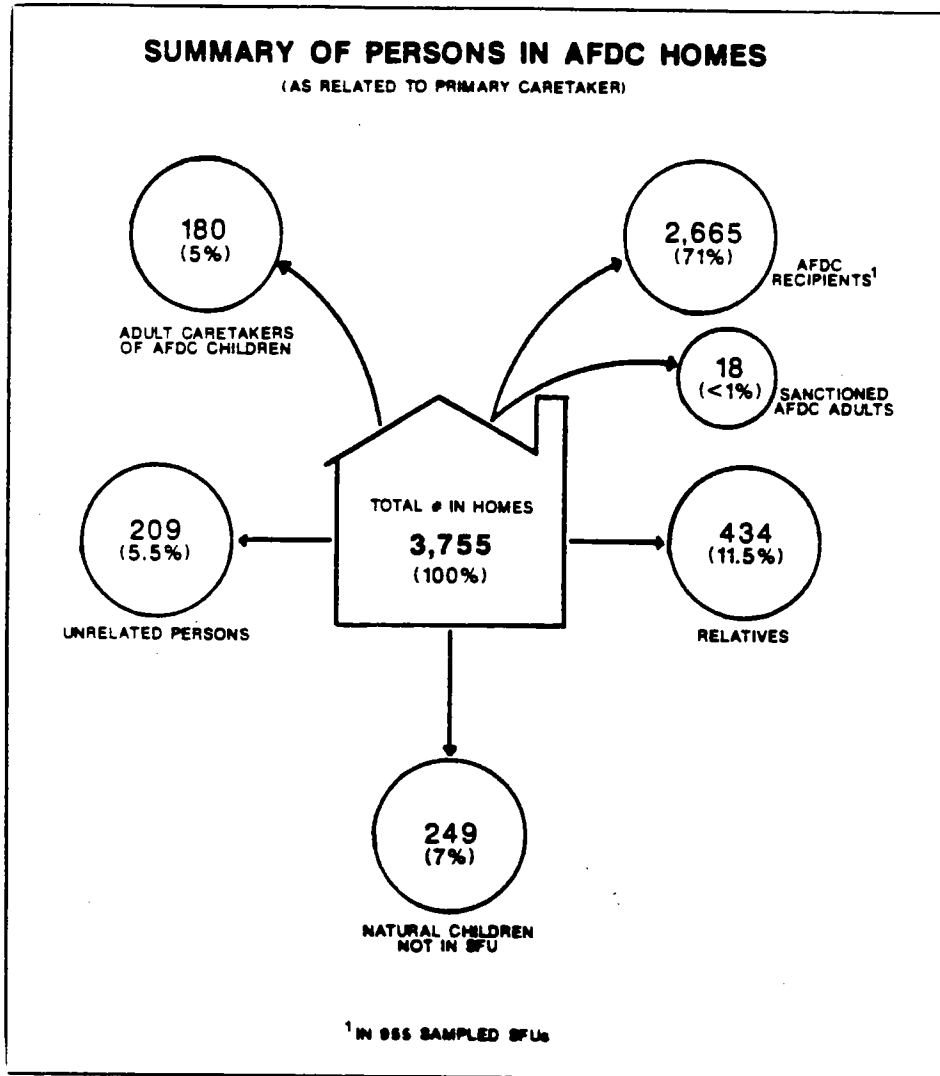 SUMMARY OF PERSONS IN AFDC HOMES
(AS RELATED TO PRIMARY CARETAKER)
180
(5%)
ADULT CARETAKERS
OF AFDC CHILDREN
2,665
(71%)
AFDC
RECIPIENTS¹
18
(<1%)
SANCTIONED
AFDC ADULTS
TOTAL # IN HOMES
3,755
(100%)
209
(5.5%)
UNRELATED PERSONS
434
(11.5%)
RELATIVES
249
(7%)
NATURAL CHILDREN
NOT IN SFU
¹ IN 955 SAMPLED SFUs